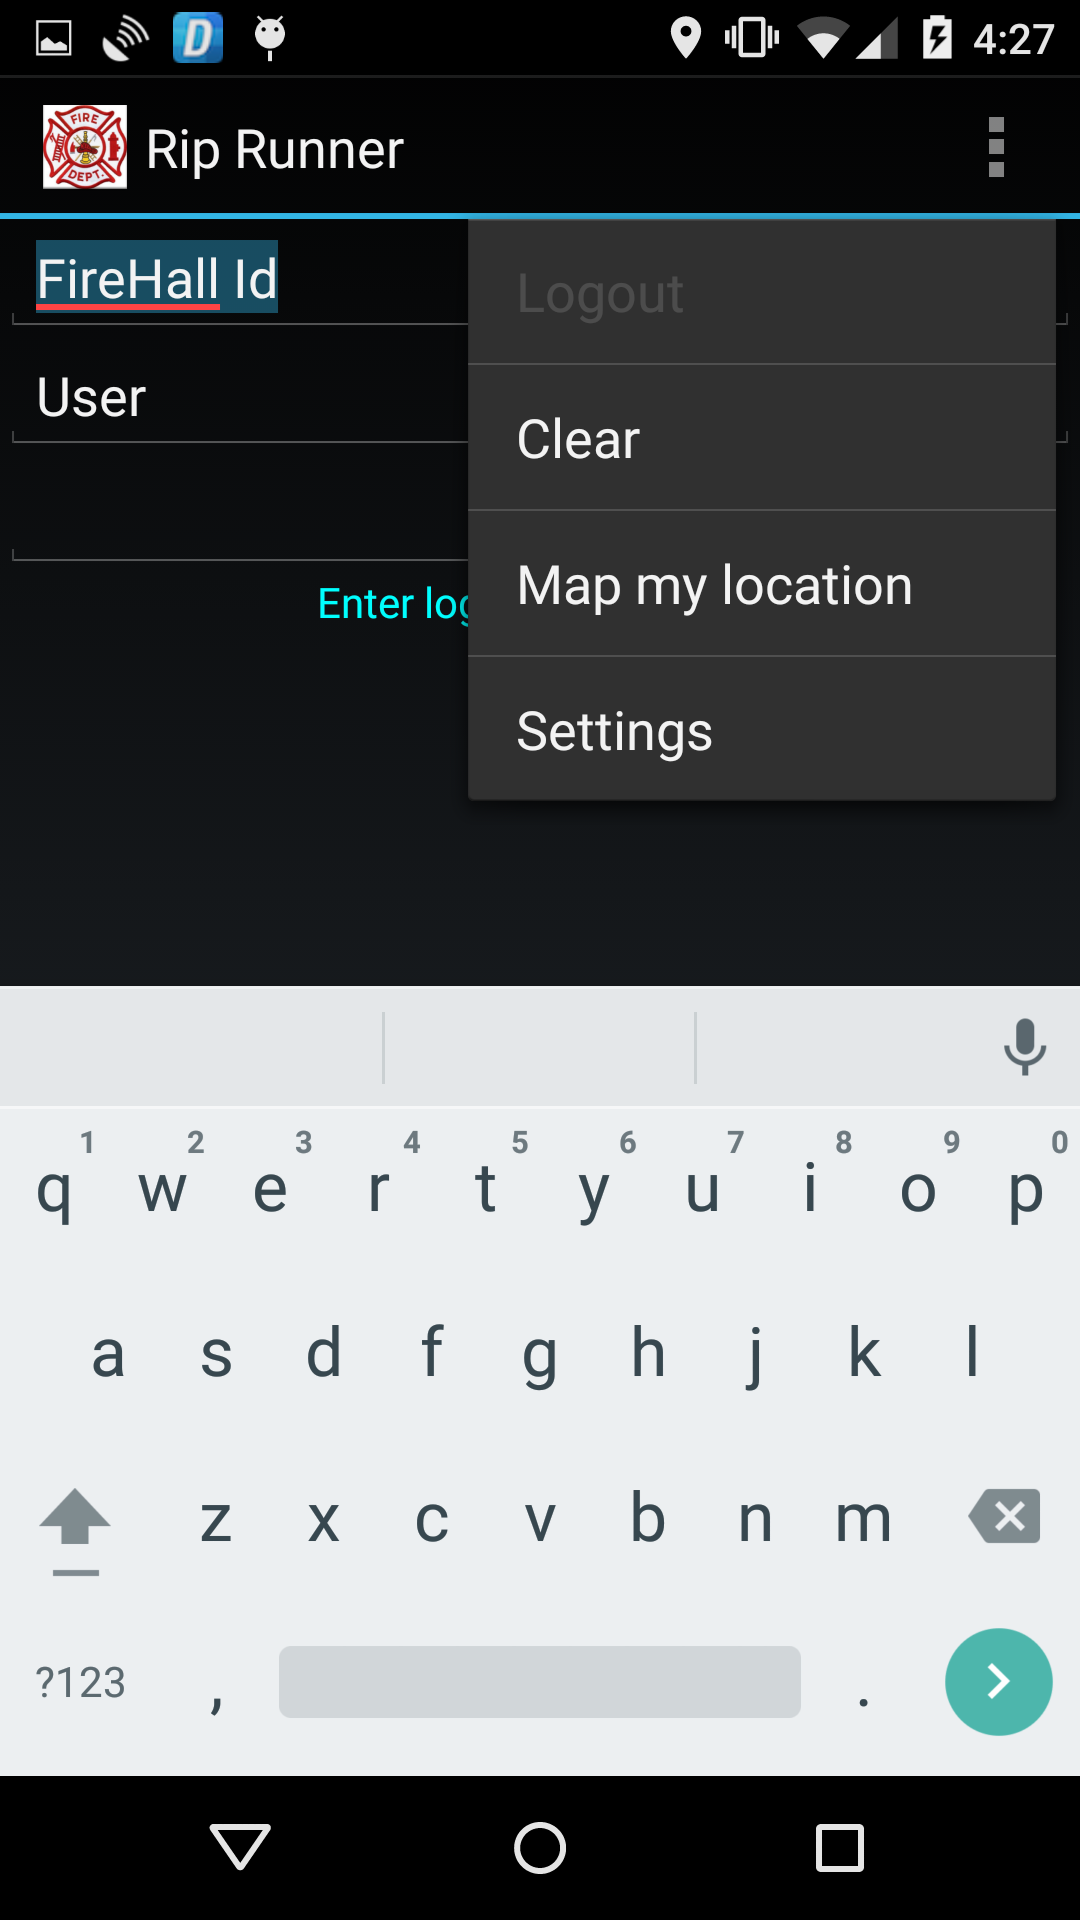 4:27
FIRE
DEPT.
Rip Runner
FireHall Id
Logout
User
Clear
Map my location
Enter
Settings
1 2 3 4 5 6 7 8 9 0
q w e r t y u i o p
a s d f g h j k l
z x c v b n m
?123 , .